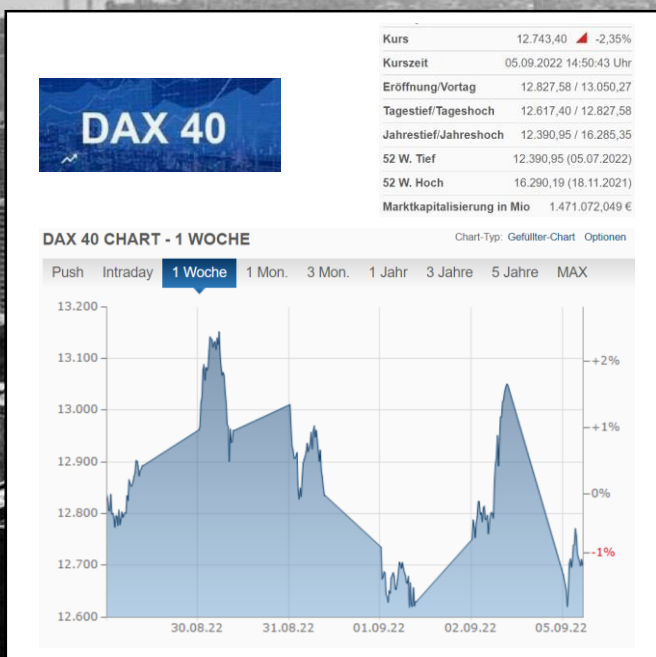 Kurs 12.743,40 -2,35%
Kurszeit 05.09.2022 14:50:43 Uhr
Eröffnung/Vortag 12.827,58 / 13.050,27
Tagestief/Tageshoch 12.617,40 / 12.827,58
Jahrestief/Jahreshoch 12.390,95 / 16.285,35
52 W. Tief 12.390,95 (05.07.2022)
52 W. Hoch 16.290,19 (18.11.2021)
Marktkapitalisierung in Mio 1.471.072,049 €
DAX 40
DAX 40 CHART - 1 WOCHE
Chart-Typ: Gefüllter-Chart Optionen
Push Intraday 1 Woche 1 Mon. 3 Mon. 1 Jahr 3 Jahre 5 Jahre MAX
13.200
13.100
13.000
12.900
12.800
12.700
12.600
+2%
+1%
0%
-1%
30.08.22 31.08.22 01.09.22 02.09.22 05.09.22